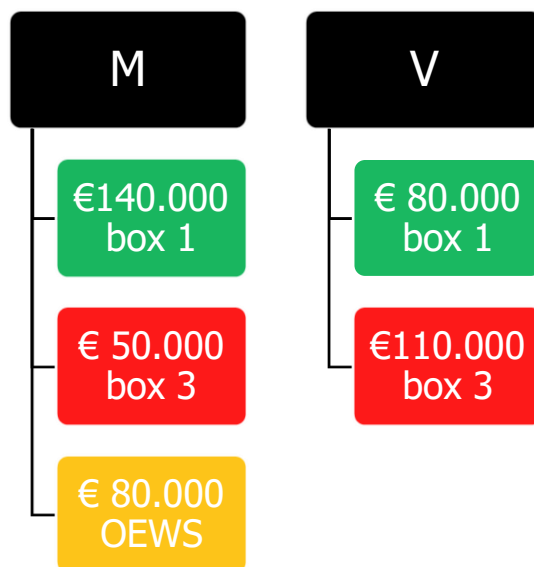 M
€140.000
box 1
€ 50.000
box 3
€ 80.000
OEWS
V
€ 80.000
box 1
€110.000
box 3